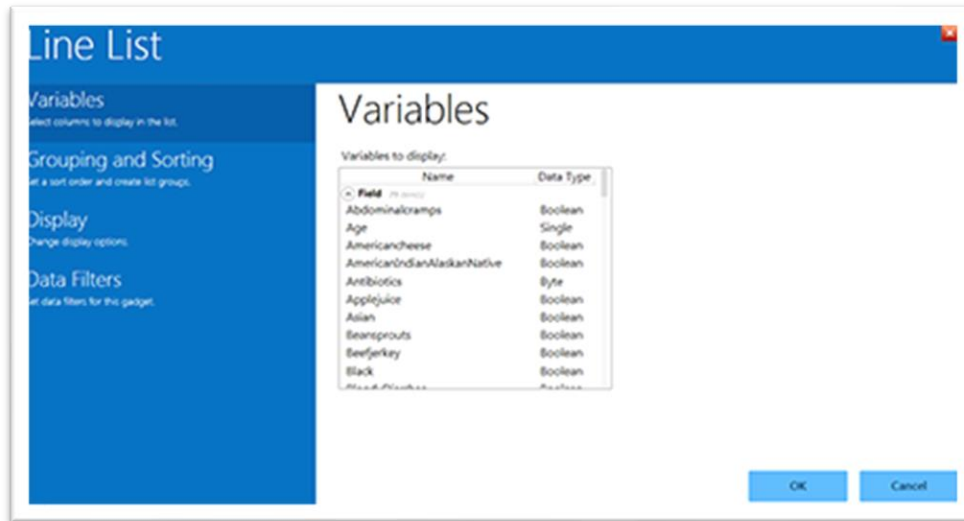 Line List
Variables
Select columns to display in the list.
Grouping and Sorting
Set a sort order and create list groups.
Display
Change display options.
Data Filters
Set data filters for this gadget.
Variables
Variables to display:
Name Data Type
Field
Abdominalcramps Boolean
Age Single
Americancheese Boolean
AmericanIndianAlaskanNative Boolean
Antibiotics Byte
Applejuice Boolean
Asian Boolean
Beansprouts Boolean
Beefjerkey Boolean
Black Boolean
OK Cancel